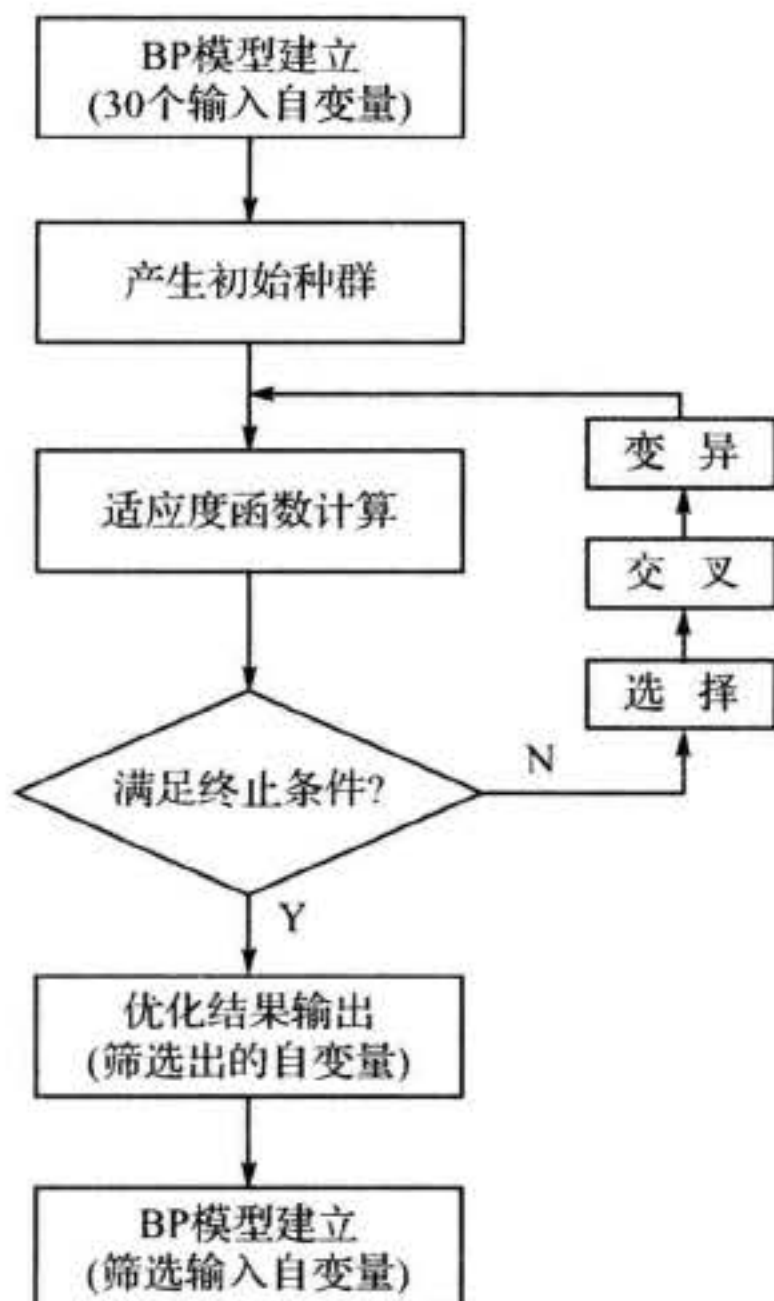 BP模型建立
(30个输入自变量)
产生初始种群
适应度函数计算
变 异
交 叉
选 择
满足终止条件?
N
Y
优化结果输出
(筛选出的自变量)
BP模型建立
(筛选输入自变量)